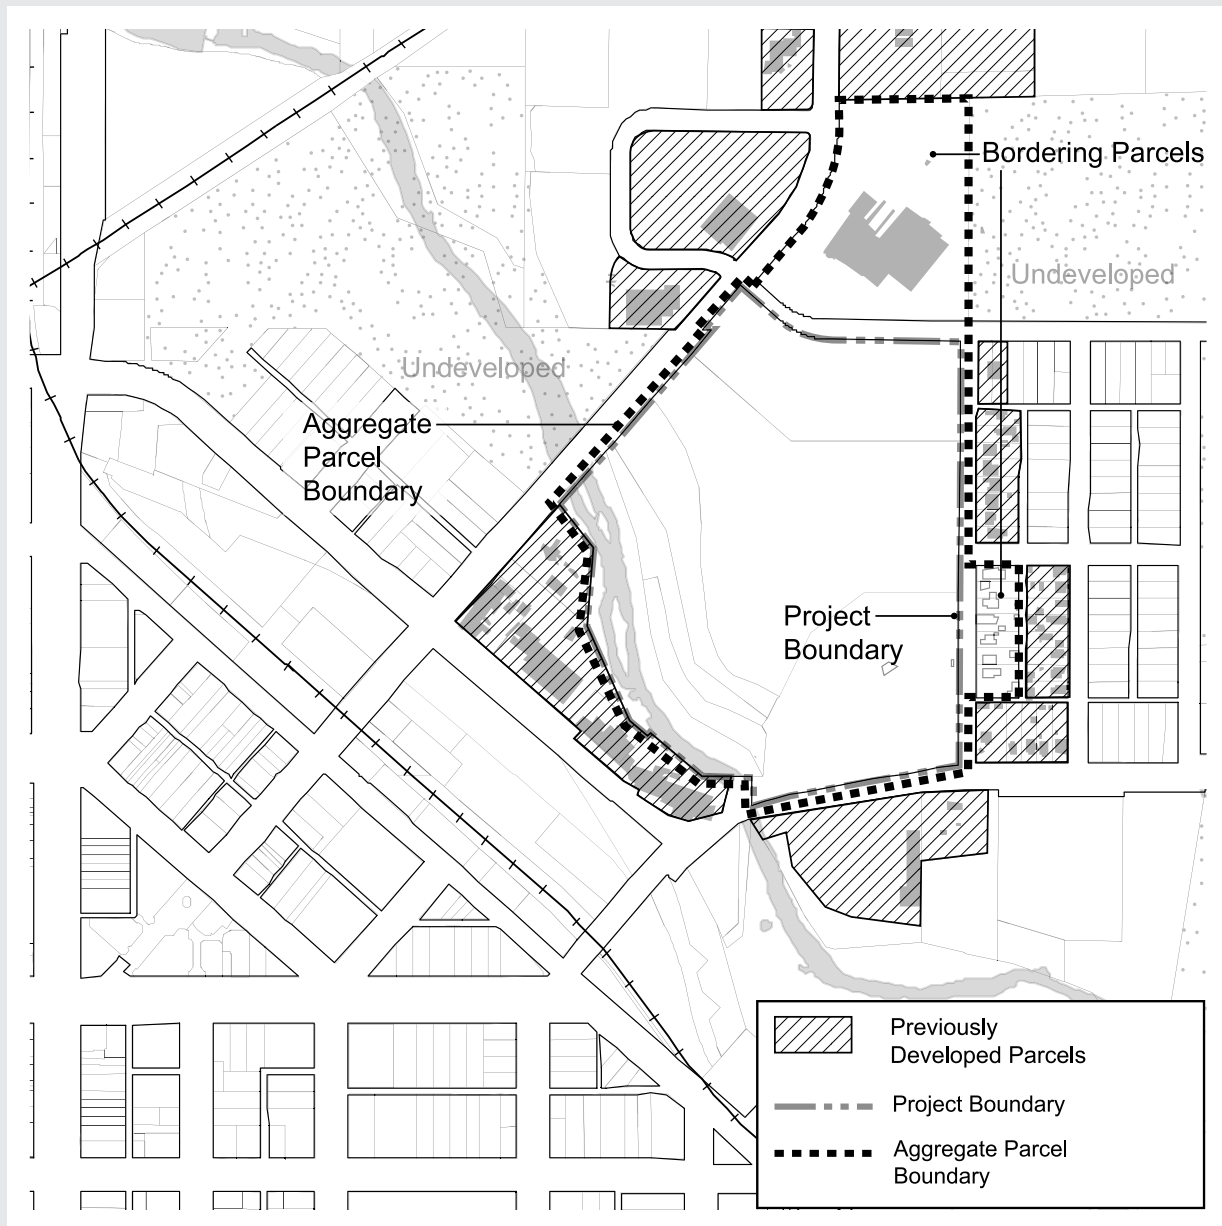 Bordering Parcels
Undeveloped
Undeveloped
Aggregate
Parcel
Boundary
Project
Boundary
Previously
Developed Parcels
Project Boundary
Aggregate Parcel
Boundary